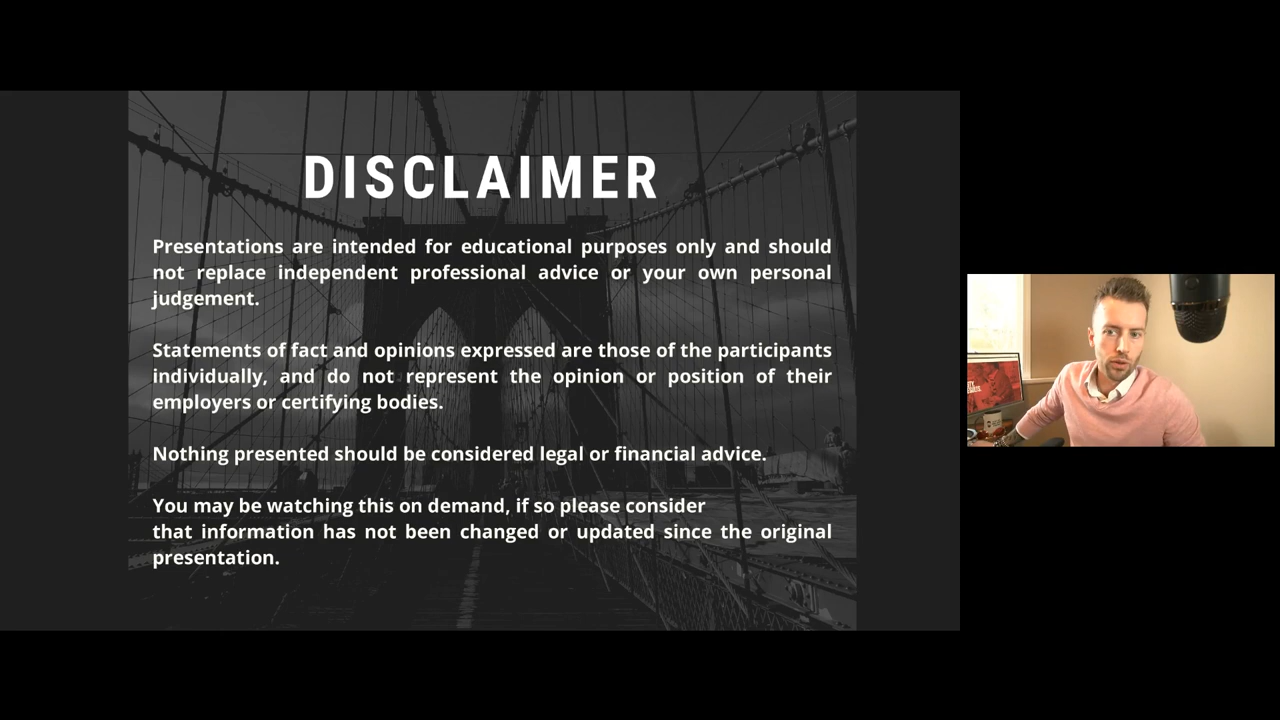 DISCLAIMER
Presentations are intended for educational purposes only and should
not replace independent professional advice or your own personal
judgement.
Statements of fact and opinions expressed are those of the participants
individually, and do not represent the opinion or position of their
employers or certifying bodies.
Nothing presented should be considered legal or financial advice.
You may be watching this on demand, if so please consider
that information has not been changed or updated since the original
presentation.